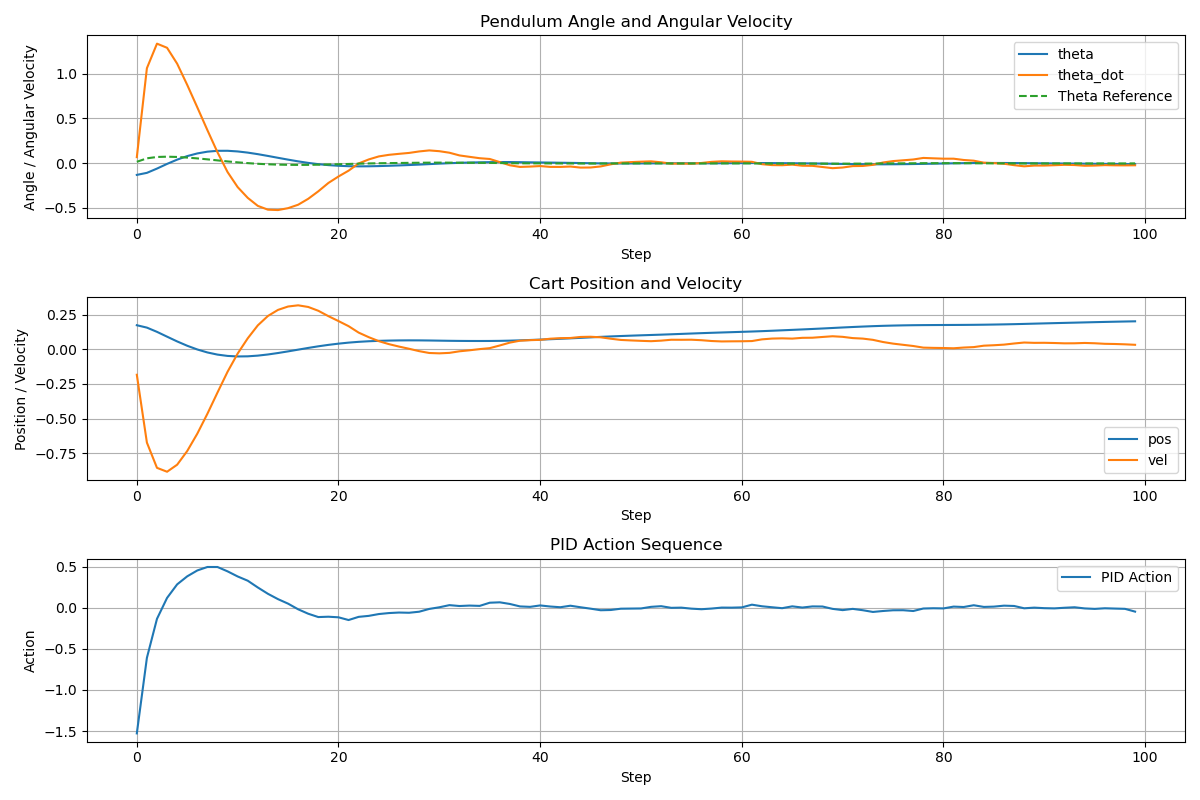 Pendulum Angle and Angular Velocity
Angle / Angular Velocity
1.0
0.5
0.0
−0.5
theta
theta_dot
Theta Reference
0 20 40 60 80 100
Step
Cart Position and Velocity
Position / Velocity
0.25
0.00
−0.25
−0.50
−0.75
pos
vel
0 20 40 60 80 100
Step
PID Action Sequence
Action
0.5
0.0
−0.5
−1.0
−1.5
PID Action
0 20 40 60 80 100
Step